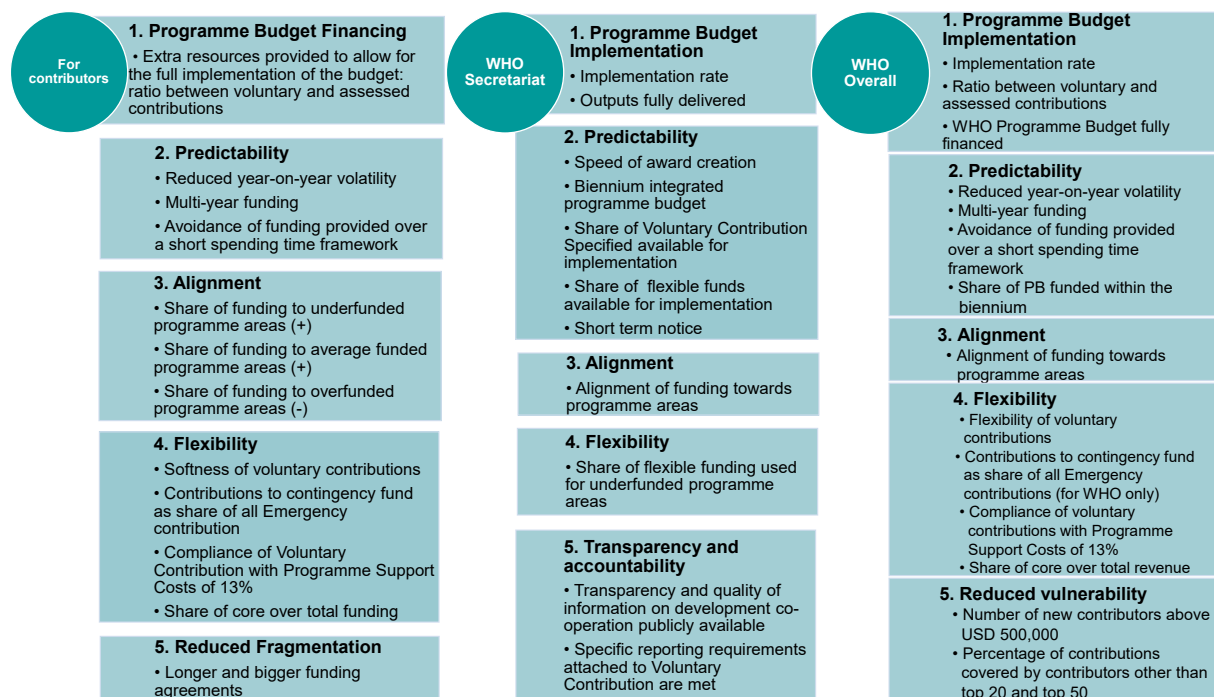 For
contributors
1. Programme Budget Financing
• Extra resources provided to allow for
the full implementation of the budget:
ratio between voluntary and assessed
contributions
2. Predictability
• Reduced year-on-year volatility
• Multi-year funding
• Avoidance of funding provided over
a short spending time framework
3. Alignment
• Share of funding to underfunded
programme areas (+)
• Share of funding to average funded
programme areas (+)
• Share of funding to overfunded
programme areas (-)
4. Flexibility
• Softness of voluntary contributions
• Contributions to contingency fund
as share of all Emergency
contribution
• Compliance of Voluntary
Contribution with Programme Support
Costs of 13%
• Share of core over total funding
5. Reduced Fragmentation
• Longer and bigger funding
agreements
WHO
Secretariat
1. Programme Budget
Implementation
• Implementation rate
• Outputs fully delivered
2. Predictability
• Speed of award creation
• Biennium integrated
programme budget
• Share of Voluntary Contribution
Specified available for
implementation
• Share of flexible funds
available for implementation
• Short term notice
3. Alignment
• Alignment of funding towards
programme areas
4. Flexibility
• Share of flexible funding used
for underfunded programme
areas
5. Transparency and
accountability
• Transparency and quality of
information on development co-
operation publicly available
• Specific reporting requirements
attached to Voluntary
Contribution are met
WHO
Overall
1. Programme Budget
Implementation
• Implementation rate
• Ratio between voluntary and
assessed contributions
• WHO Programme Budget fully
financed
2. Predictability
• Reduced year-on-year volatility
• Multi-year funding
• Avoidance of funding provided
over a short spending time
framework
• Share of PB funded within the
biennium
3. Alignment
• Alignment of funding towards
programme areas
4. Flexibility
• Flexibility of voluntary
contributions
• Contributions to contingency fund
as share of all Emergency
contributions (for WHO only)
• Compliance of voluntary
contributions with Programme
Support Costs of 13%
• Share of core over total revenue
5. Reduced vulnerability
• Number of new contributors above
USD 500,000
• Percentage of contributions
covered by contributors other than
top 20 and top 50